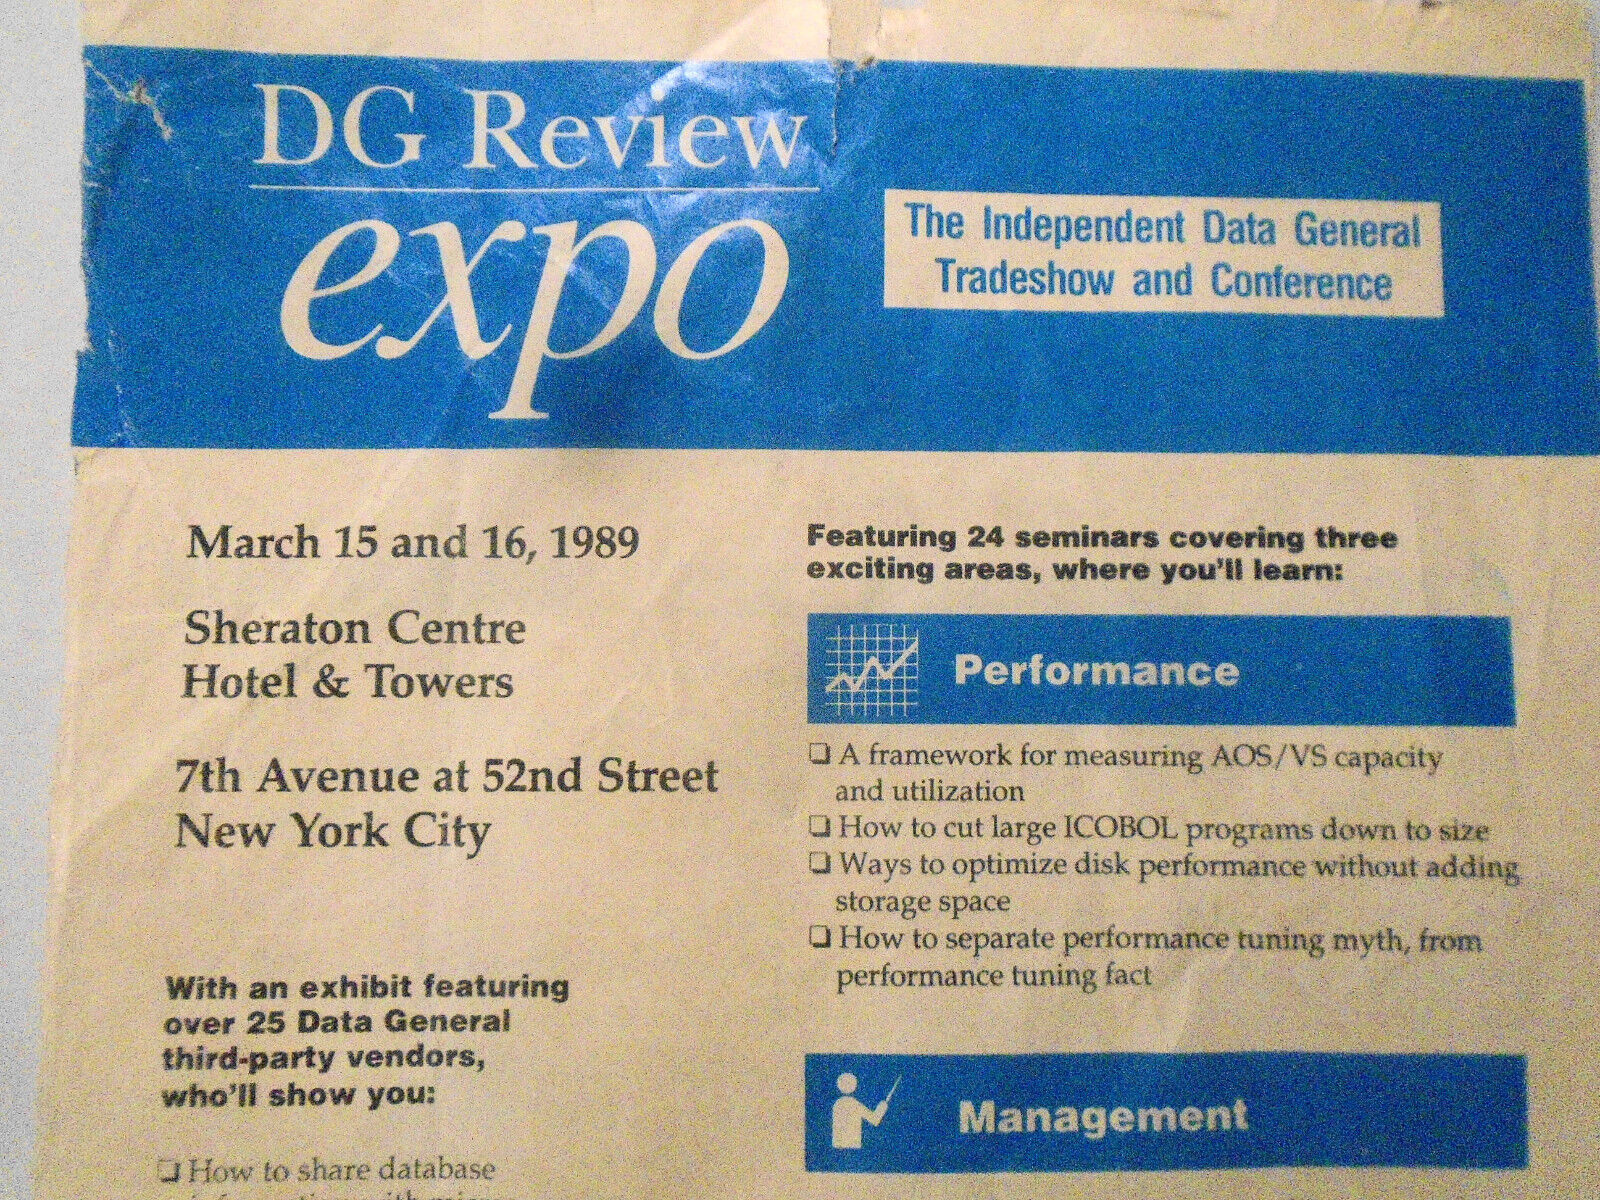 DG Review
expo
The Independent Data General
Tradeshow and Conference
March 15 and 16, 1989
Sheraton Centre
Hotel & Towers
7th Avenue at 52nd Street
New York City
With an exhibit featuring
over 25 Data General
third-party vendors,
who'll show you:
❏ How to share database
Featuring 24 seminars covering three
exciting areas, where you'll learn:
Performance
❏ A framework for measuring AOS/VS capacity
and utilization
❏ How to cut large ICOBOL programs down to size
❏ Ways to optimize disk performance without adding
storage space
❏ How to separate performance tuning myth, from
performance tuning fact
Management